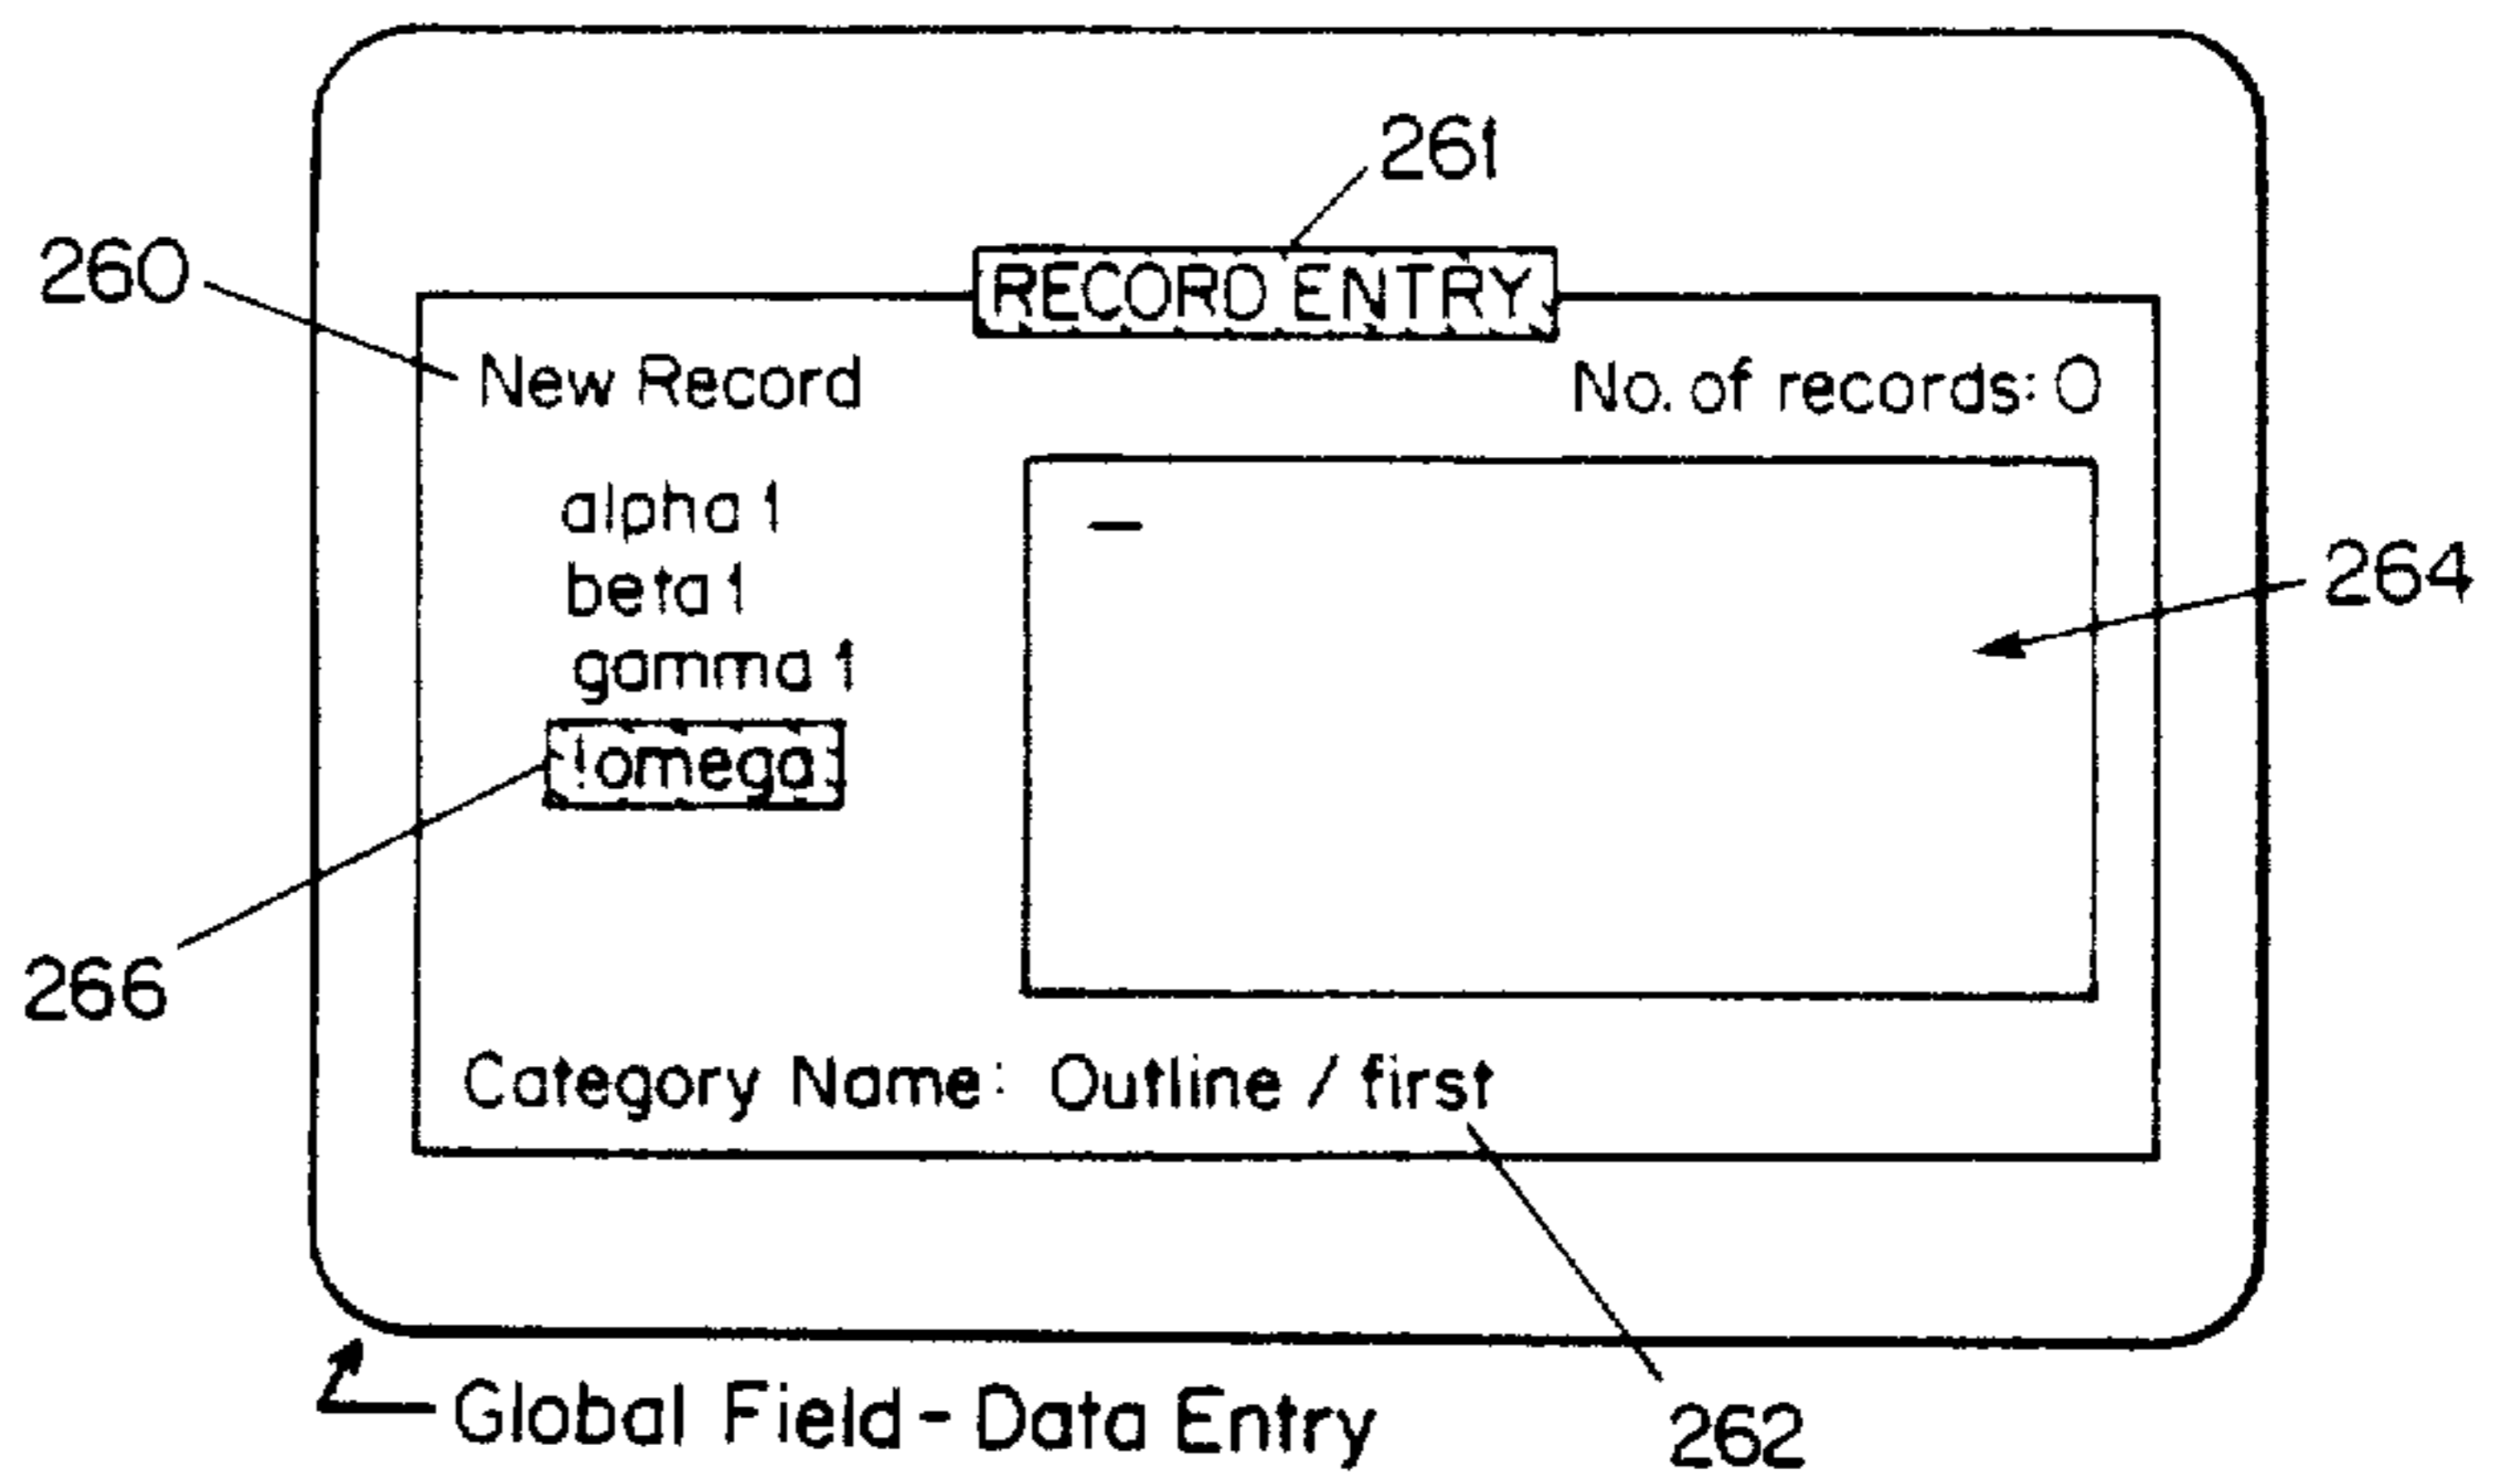 261
260
RECORD ENTRY
New Record
No. of records: 0
alpha 1
beta 1
264
gamma 1
!omega
266
Category Name: Outline / first
Global Field - Data Entry
262